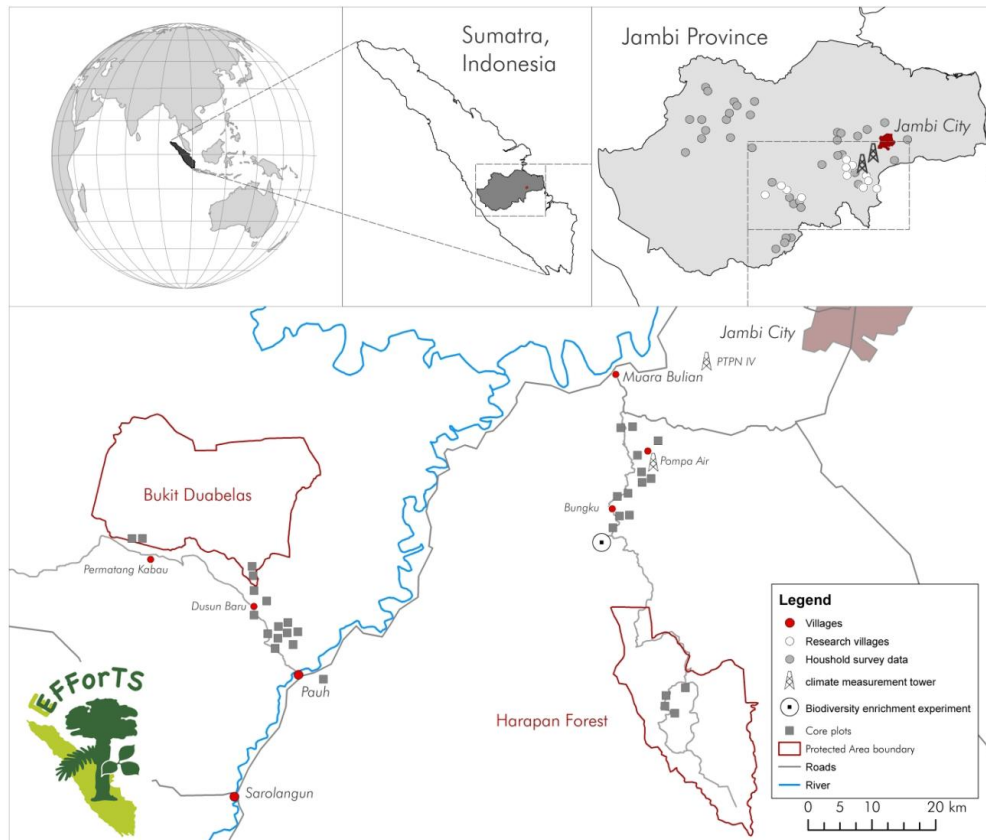 Sumatra,
Indonesia
Jambi Province
Jambi City
Jambi City
PTPN IV
Muara Bulian
Pompa Air
Bukit Duabelas
Bungku
Permatang Kabau
Dusun Baru
Pauh
Harapan Forest
Sarolangun
EFForTS
Legend
Villages
Research villages
Houshold survey data
climate measurement tower
Biodiversity enrichment experiment
Core plots
Protected Area boundary
Roads
River
0 5 10 20 km